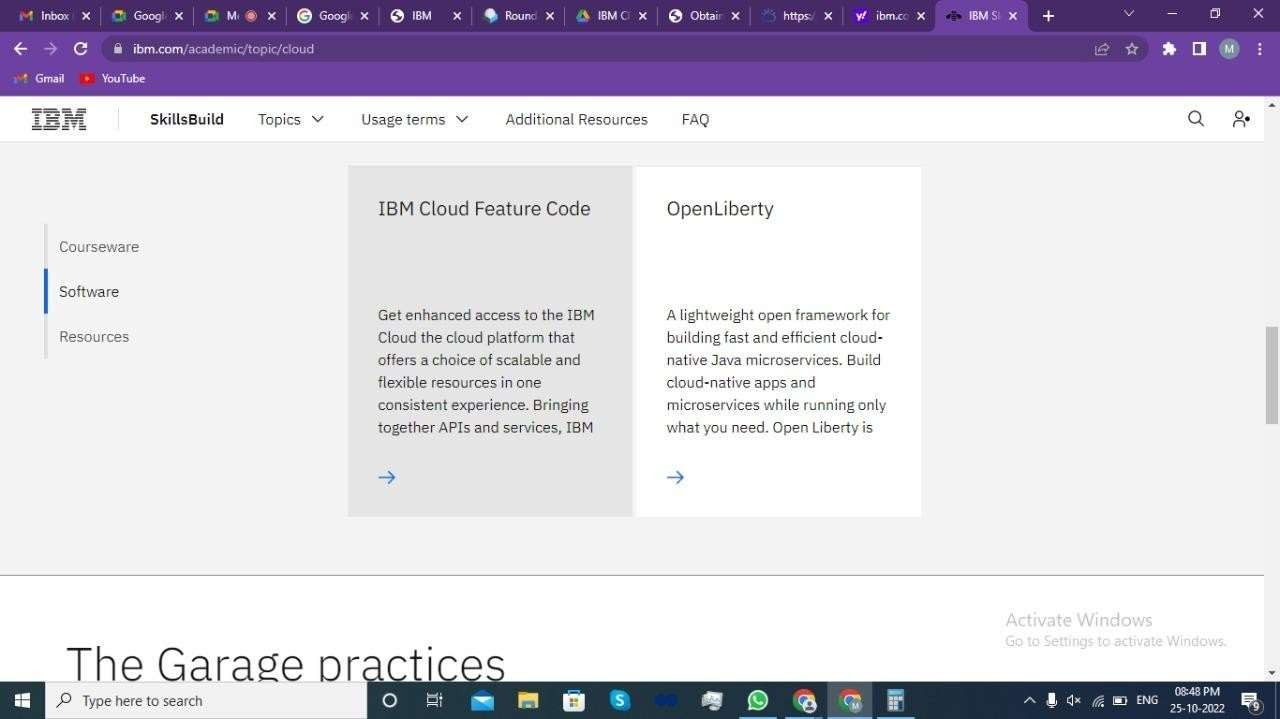 Inbox
Google
M
Google
IBM
Round
IBM Cl
Obtain
https:/
ibm.co
IBM Sk
ibm.com/academic/topic/cloud
M
Gmail
YouTube
IBM
SkillsBuild
Topics
Usage terms
Additional Resources
FAQ
IBM Cloud Feature Code
OpenLiberty
Courseware
Software
Resources
Get enhanced access to the IBM
Cloud the cloud platform that
offers a choice of scalable and
flexible resources in one
consistent experience. Bringing
together APIs and services, IBM
A lightweight open framework for
building fast and efficient cloud-
native Java microservices. Build
cloud-native apps and
microservices while running only
what you need. Open Liberty is
The Garage practices
Activate Windows
Go to Settings to activate Windows.
Type here to search
ENG
08:48 PM
25-10-2022
9